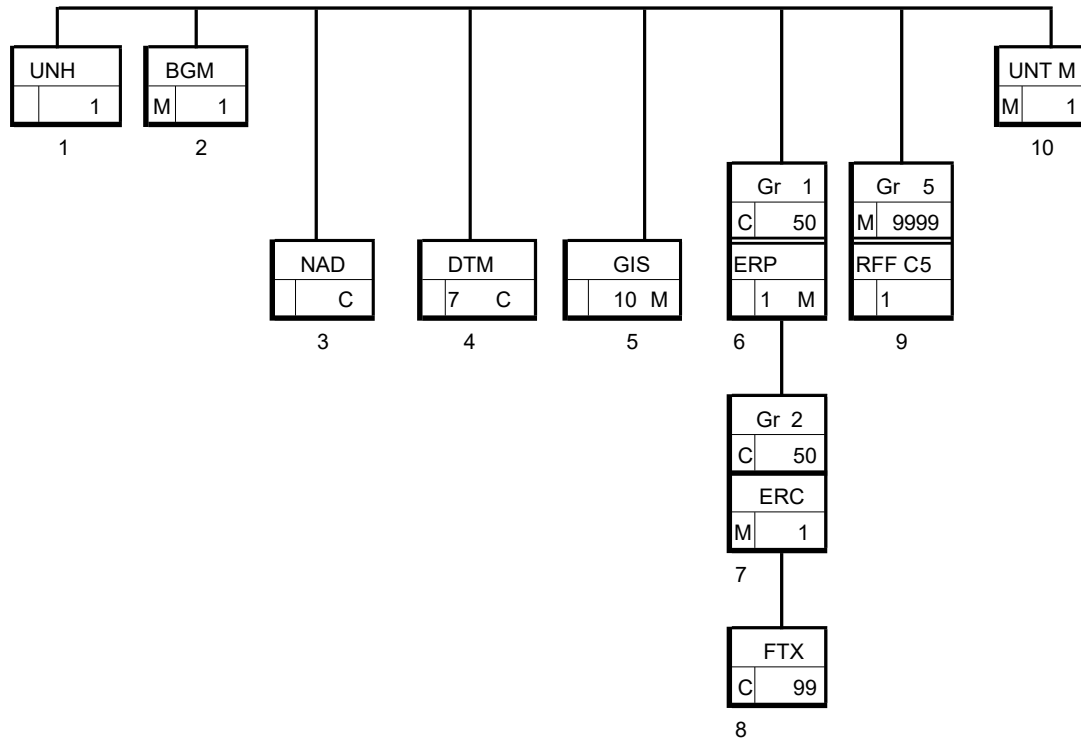 UNH
1
1
BGM
M 1
2
NAD
C
3
DTM
7 C
4
GIS
10 M
5
Gr 1
C 50
ERP
1 M
6
Gr 2
C 50
ERC
M 1
7
FTX
C 99
8
Gr 5
M 9999
RFF C5
1
9
UNT M
M 1
10